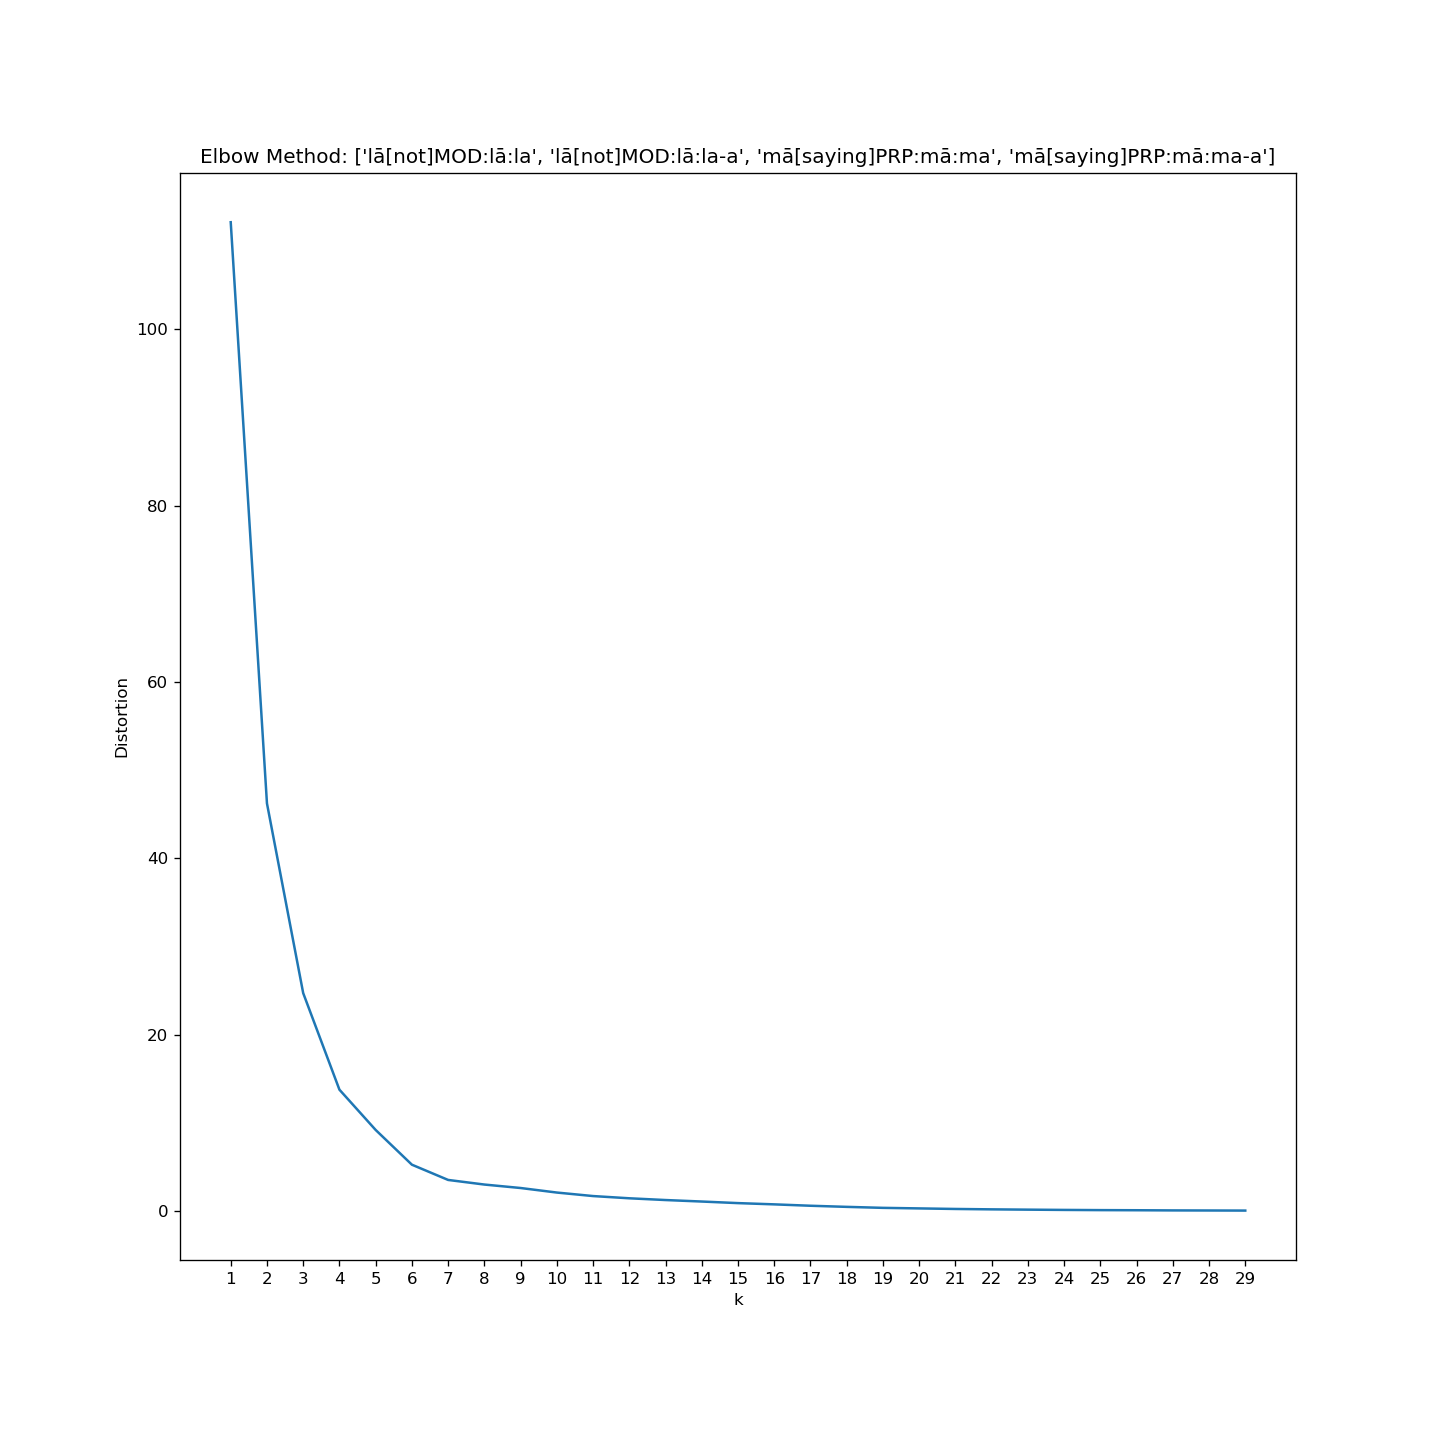 Elbow Method: ['lā[not]MOD:lā:la', 'lā[not]MOD:lā:la-a', 'mā[saying]PRP:mā:ma', 'mā[saying]PRP:mā:ma-a']
100
80
60
40
20
0
Distortion
1 2 3 4 5 6 7 8 9 10 11 12 13 14 15 16 17 18 19 20 21 22 23 24 25 26 27 28 29
k